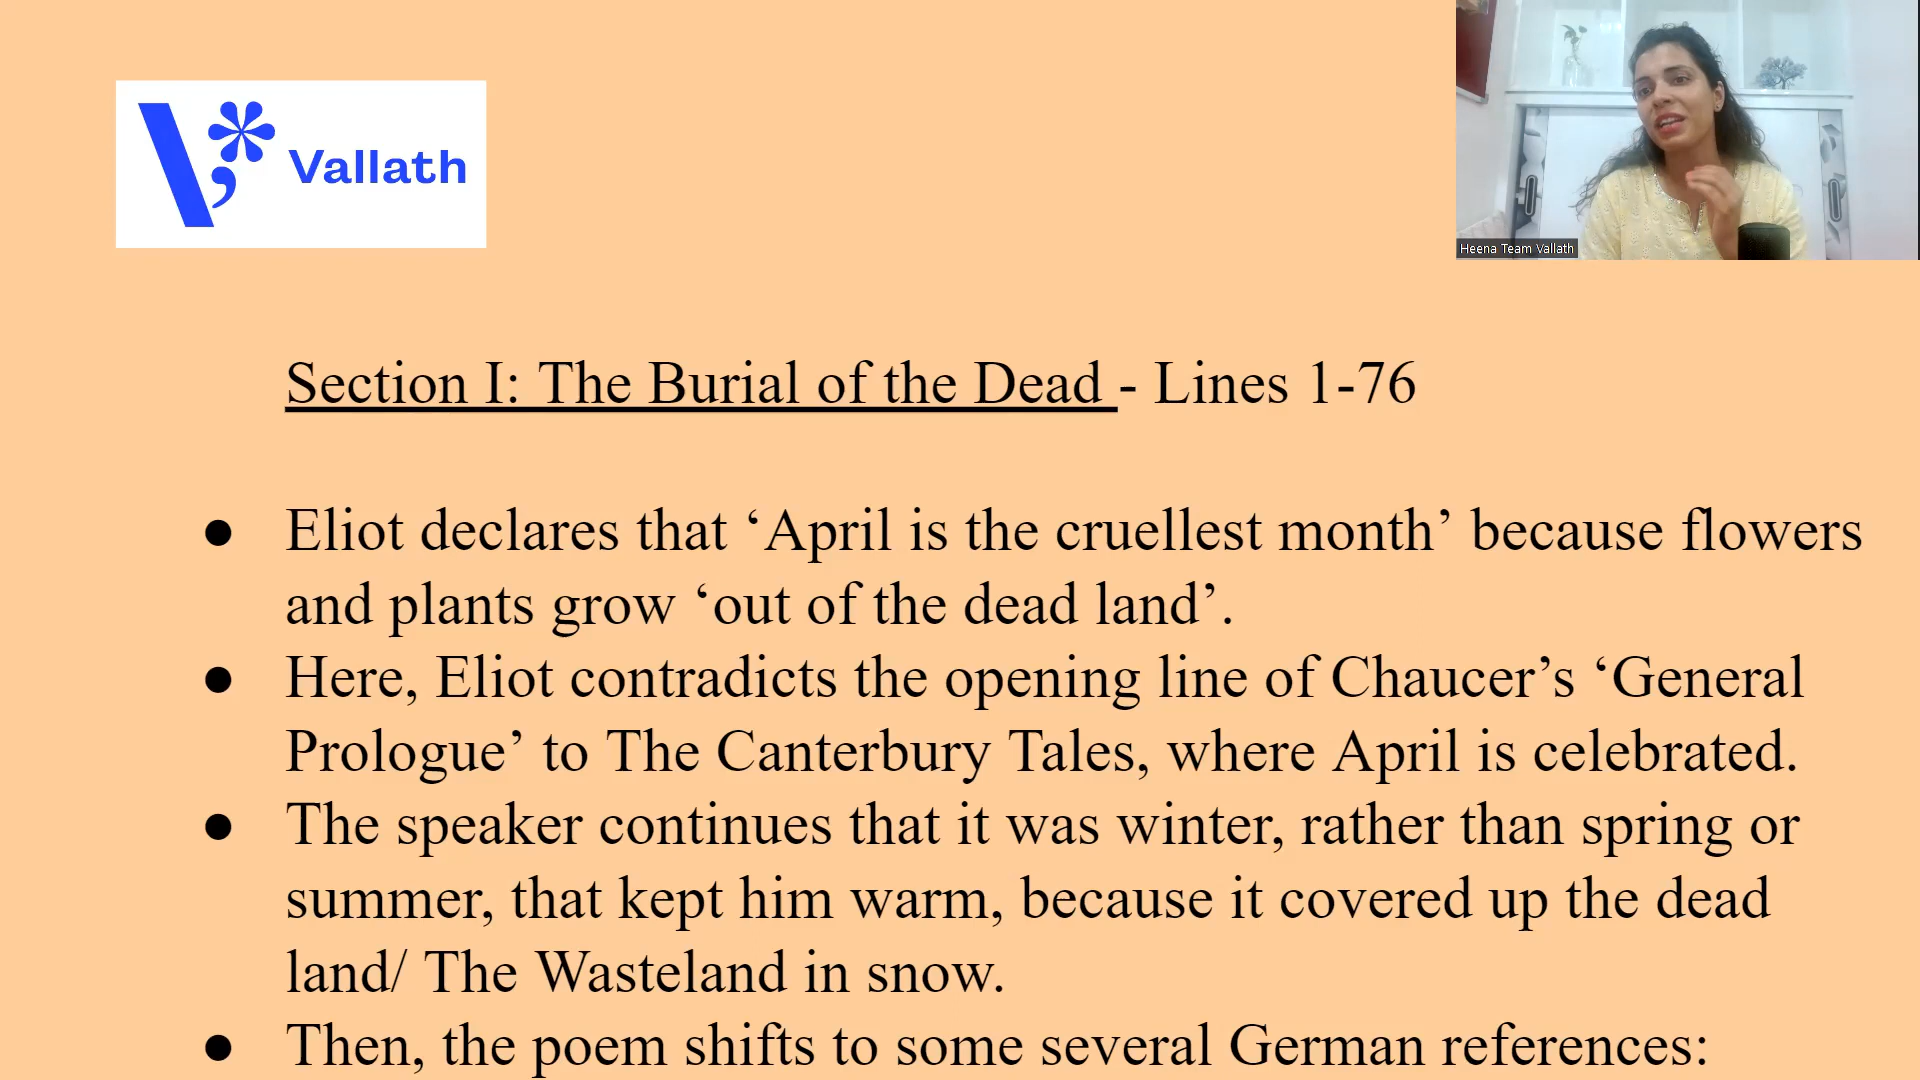 Vallath
Heena Team Vallath
Section I: The Burial of the Dead - Lines 1-76
● Eliot declares that ‘April is the cruellest month’ because flowers
and plants grow ‘out of the dead land’.
● Here, Eliot contradicts the opening line of Chaucer’s ‘General
Prologue’ to The Canterbury Tales, where April is celebrated.
● The speaker continues that it was winter, rather than spring or
summer, that kept him warm, because it covered up the dead
land/ The Wasteland in snow.
● Then, the poem shifts to some several German references: